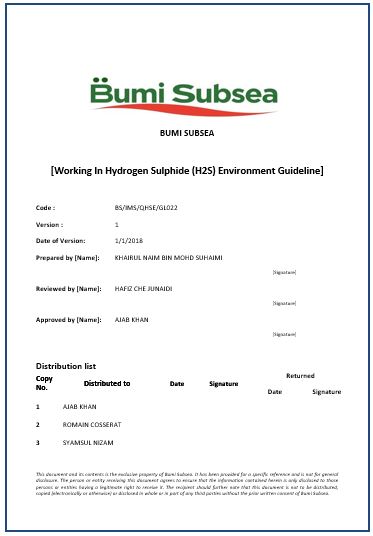 Bumi Subsea
BUMI SUBSEA
[Working In Hydrogen Sulphide (H2S) Environment Guideline]
Code : BS/IMS/QHSE/GL022
Version : 1
Date of Version: 1/1/2018
Prepared by [Name]: KHAIRUL NAIM BIN MOHD SUHAIMI
[Signature]
Reviewed by [Name]: HAFIZ CHE JUNAIDI
[Signature]
Approved by [Name]: AJAB KHAN
[Signature]
Distribution list
Copy No. Distributed to Date Signature Returned
Date Signature
1 AJAB KHAN
2 ROMAIN COSSERAT
3 SYAMSUL NIZAM
This document and its contents is the exclusive property of Bumi Subsea. It has been provided for a specific reference and is not for general
disclosure. The person or entity receiving this document agrees to ensure that the information contained herein is only disclosed to those
persons or entities having a legitimate right to receive it. The recipient should further note that this document is not to be distributed,
copied (electronically or otherwise) or disclosed in whole or in part of any third parties without the prior written consent of Bumi Subsea.